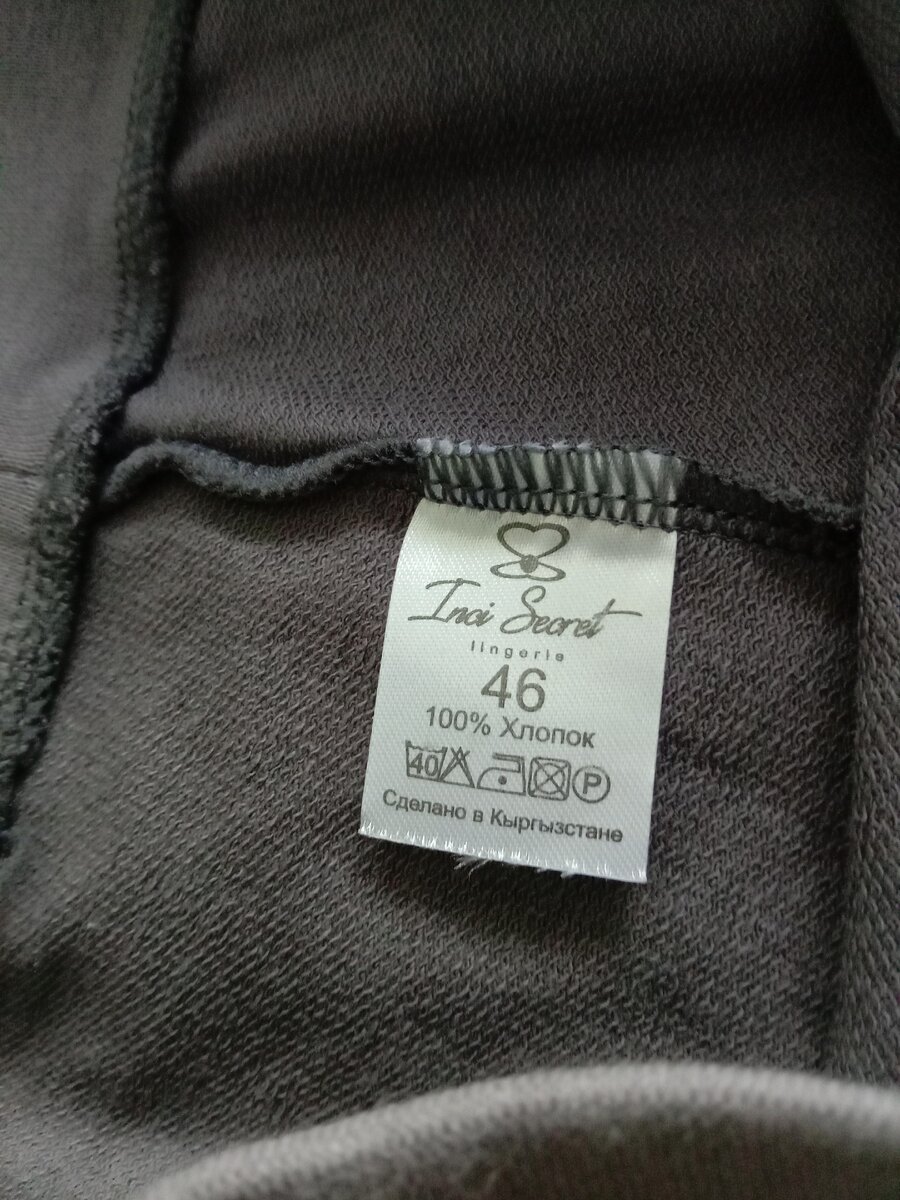 Inci Secret
lingerie
46
100% Хлопок
40 P
Сделано в Кыргызстане